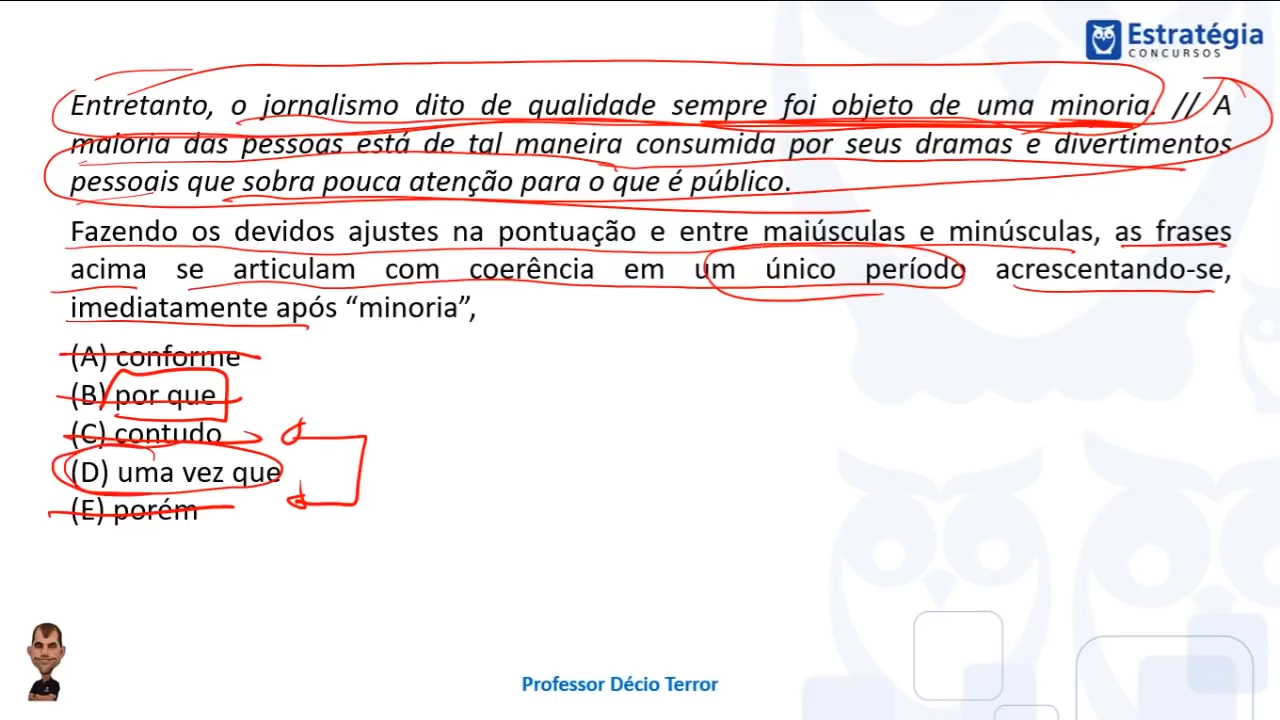 Estratégia
CONCURSOS
Entretanto, o jornalismo dito de qualidade sempre foi objeto de uma minoria. // A
maioria das pessoas está de tal maneira consumida por seus dramas e divertimentos
pessoais que sobra pouca atenção para o que é público.
Fazendo os devidos ajustes na pontuação e entre maiúsculas e minúsculas, as frases
acima se articulam com coerência em um único período acrescentando-se,
imediatamente após “minoria”,
(A) conforme
(B) por que
(C) contudo
(D) uma vez que
(E) porém
Professor Décio Terror